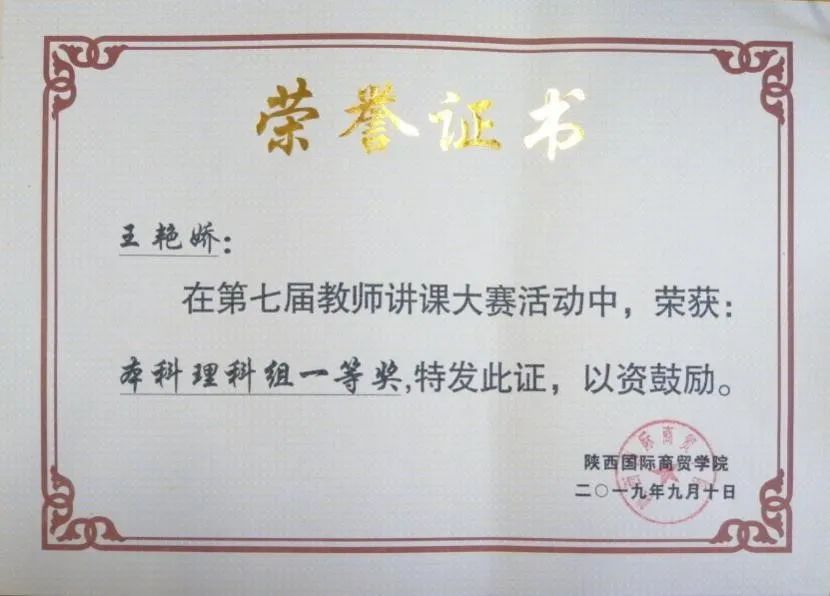 荣誉证书
王艳娇：
在第七届教师讲课大赛活动中，荣获：
本科理科组一等奖，特发此证，以资鼓励。
陕西国际商贸学院
二〇一九年九月十日